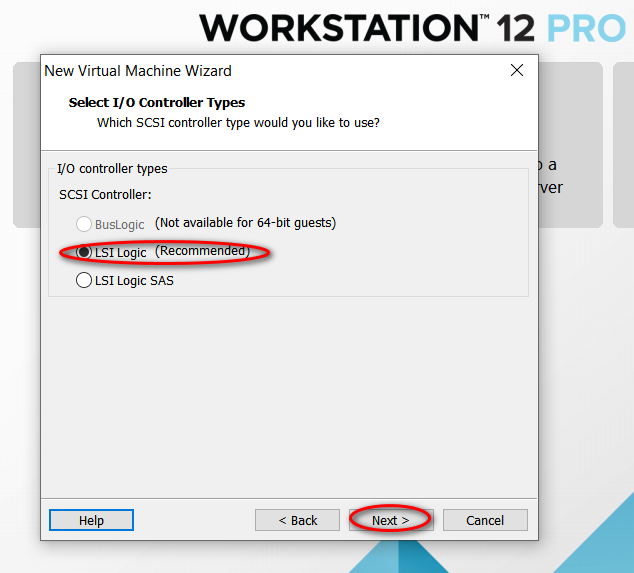 WORKSTATION™ 12 PRO
New Virtual Machine Wizard
Select I/O Controller Types
Which SCSI controller type would you like to use?
I/O controller types
SCSI Controller:
BusLogic (Not available for 64-bit guests)
LSI Logic (Recommended)
LSI Logic SAS
a
Help
< Back
Next >
Cancel